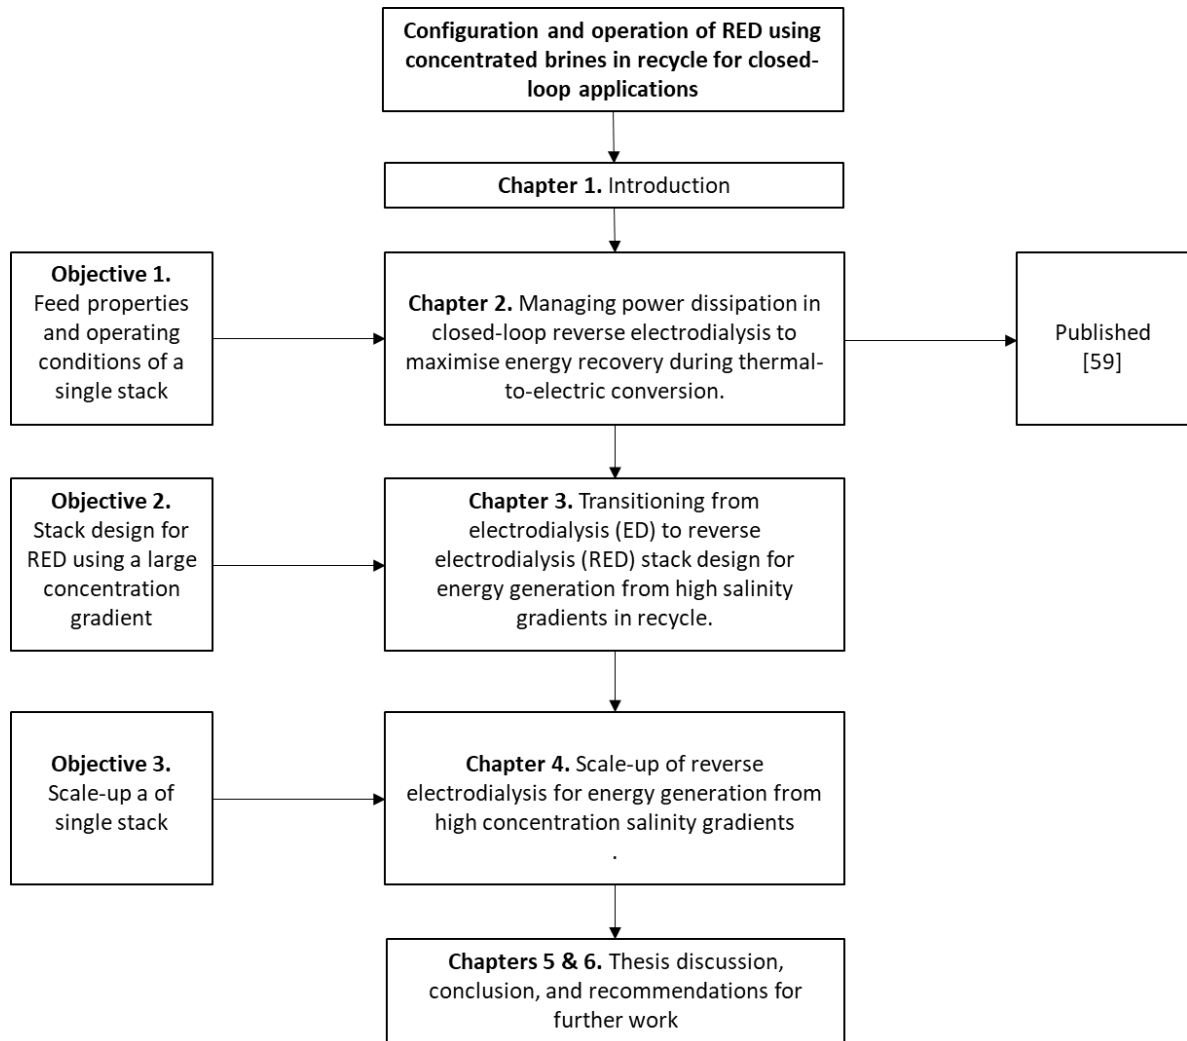 Configuration and operation of RED using
concentrated brines in recycle for closed-
loop applications
Chapter 1. Introduction
Objective 1.
Feed properties
and operating
conditions of a
single stack
Chapter 2. Managing power dissipation in
closed-loop reverse electrodialysis to
maximise energy recovery during thermal-
to-electric conversion.
Published
[59]
Objective 2.
Stack design for
RED using a large
concentration
gradient
Chapter 3. Transitioning from
electrodialysis (ED) to reverse
electrodialysis (RED) stack design for
energy generation from high salinity
gradients in recycle.
Objective 3.
Scale-up a of
single stack
Chapter 4. Scale-up of reverse
electrodialysis for energy generation from
high concentration salinity gradients
.
Chapters 5 & 6. Thesis discussion,
conclusion, and recommendations for
further work